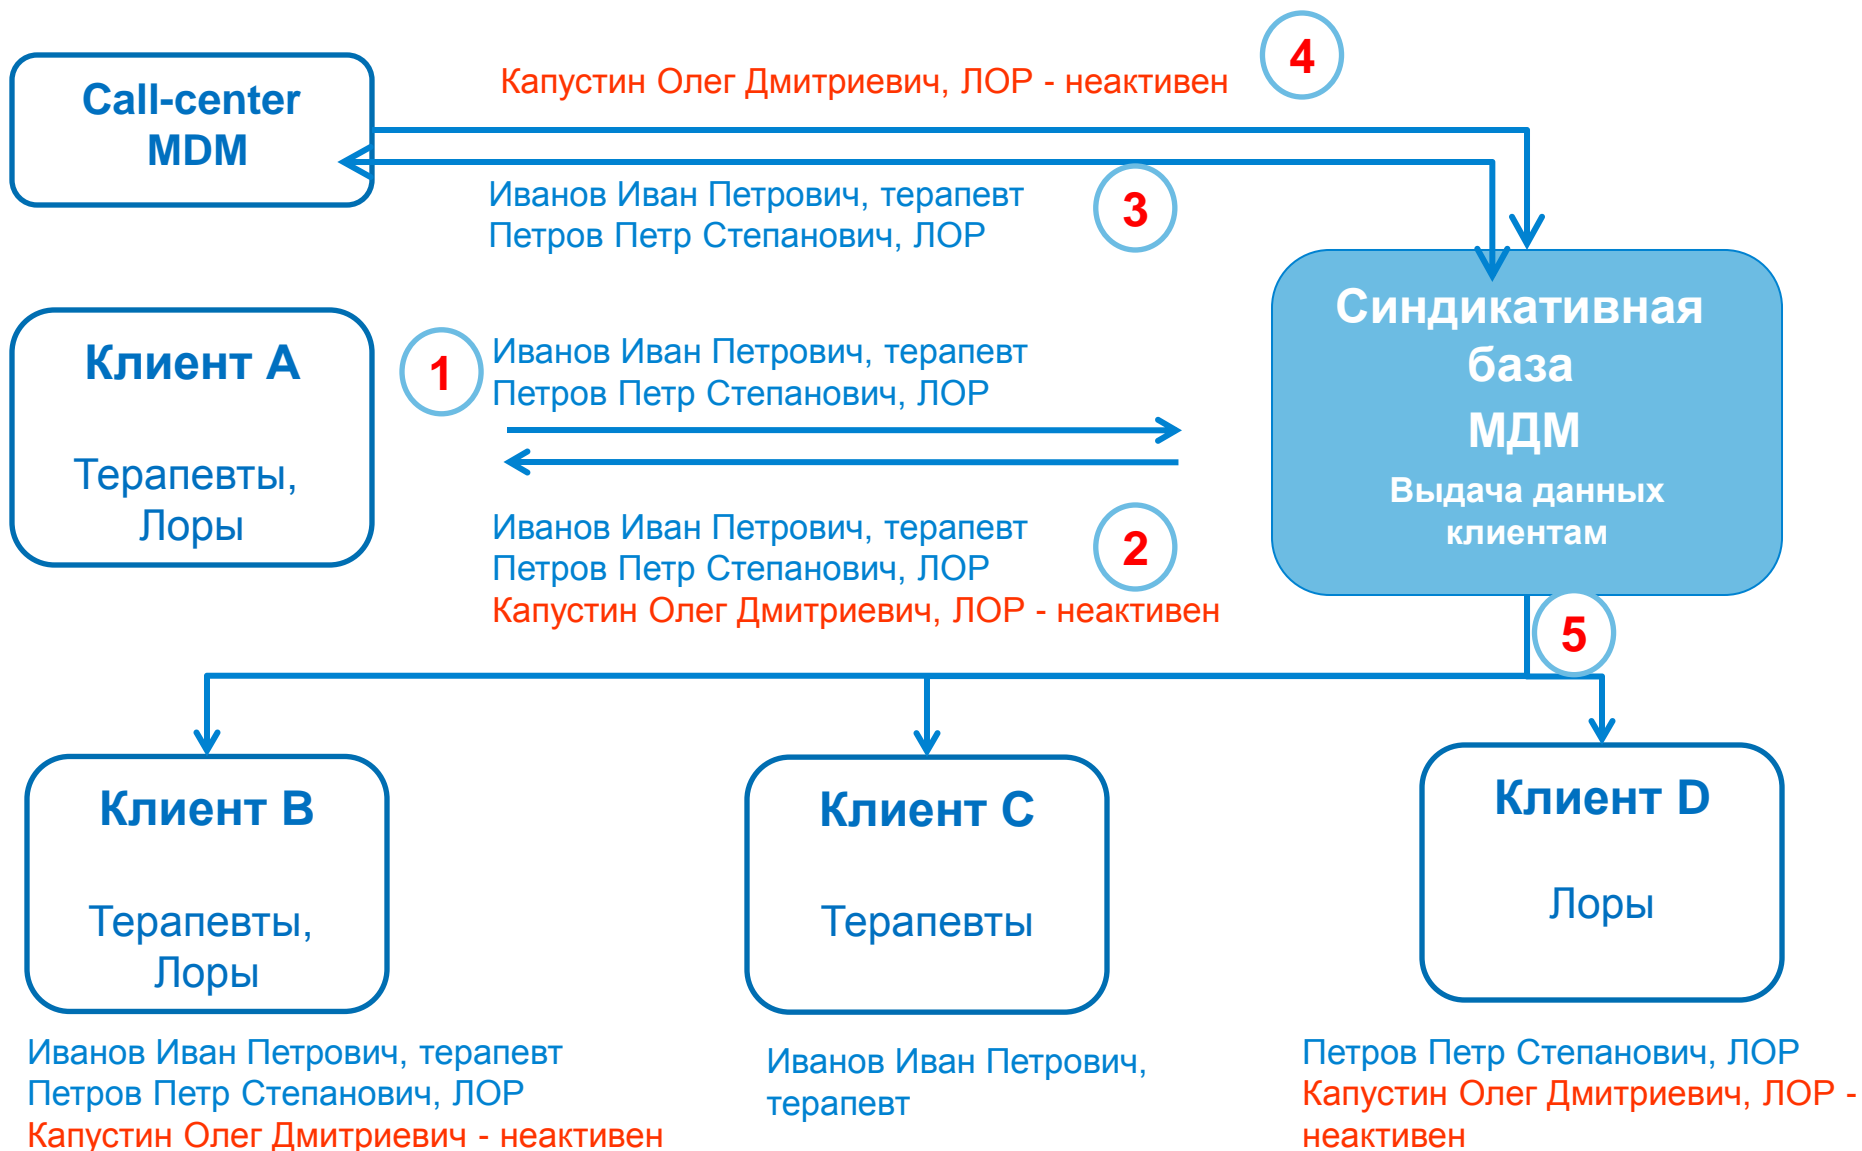 Call-center
MDM
Капустин Олег Дмитриевич, ЛОР - неактивен
4
Иванов Иван Петрович, терапевт
Петров Петр Степанович, ЛОР
3
Клиент А
Терапевты,
Лоры
1
Иванов Иван Петрович, терапевт
Петров Петр Степанович, ЛОР
Иванов Иван Петрович, терапевт
Петров Петр Степанович, ЛОР
Капустин Олег Дмитриевич, ЛОР - неактивен
2
Синдикативная
база
МДМ
Выдача данных
клиентам
5
Клиент B
Терапевты,
Лоры
Иванов Иван Петрович, терапевт
Петров Петр Степанович, ЛОР
Капустин Олег Дмитриевич - неактивен
Клиент C
Терапевты
Иванов Иван Петрович,
терапевт
Клиент D
Лоры
Петров Петр Степанович, ЛОР
Капустин Олег Дмитриевич, ЛОР -
неактивен